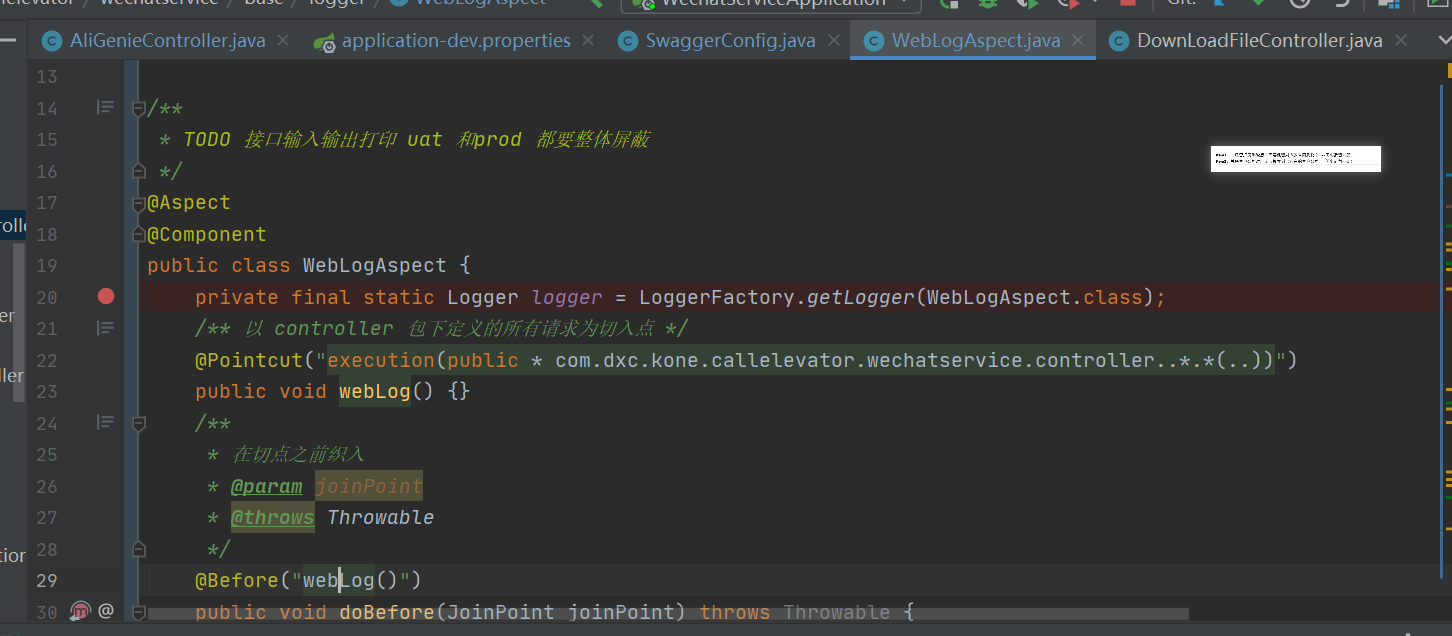 wechatservice / base / logger / WebLogAspect
WechatServiceApplication
Git:
AliGenieController.java
application-dev.properties
SwaggerConfig.java
WebLogAspect.java
DownLoadFileController.java
13
14 /**
15 * TODO 接口输入输出打印 uat 和prod 都要整体屏蔽
16 */
17 @Aspect
18 @Component
19 public class WebLogAspect {
20 private final static Logger logger = LoggerFactory.getLogger(WebLogAspect.class);
21 /** 以 controller 包下定义的所有请求为切入点 */
22 @Pointcut("execution(public * com.dxc.kone.callelevator.wechatservice.controller..*.*(..))")
23 public void webLog() {}
24 /**
25 * 在切点之前织入
26 * @param joinPoint
27 * @throws Throwable
28 */
29 @Before("webLog()")
30 public void doBefore(JoinPoint joinPoint) throws Throwable {